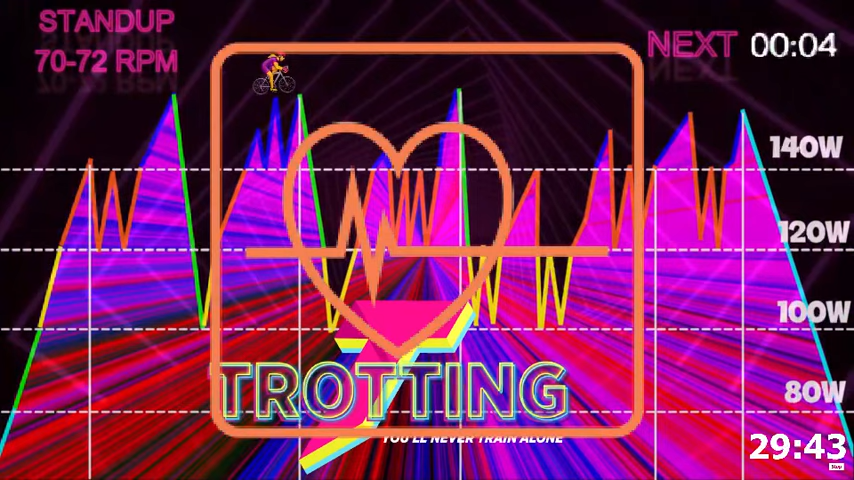 STANDUP
70-72 RPM
NEXT 00:04
140W
120W
100W
80W
TROTTING
YOU'LL NEVER TRAIN ALONE
29:43